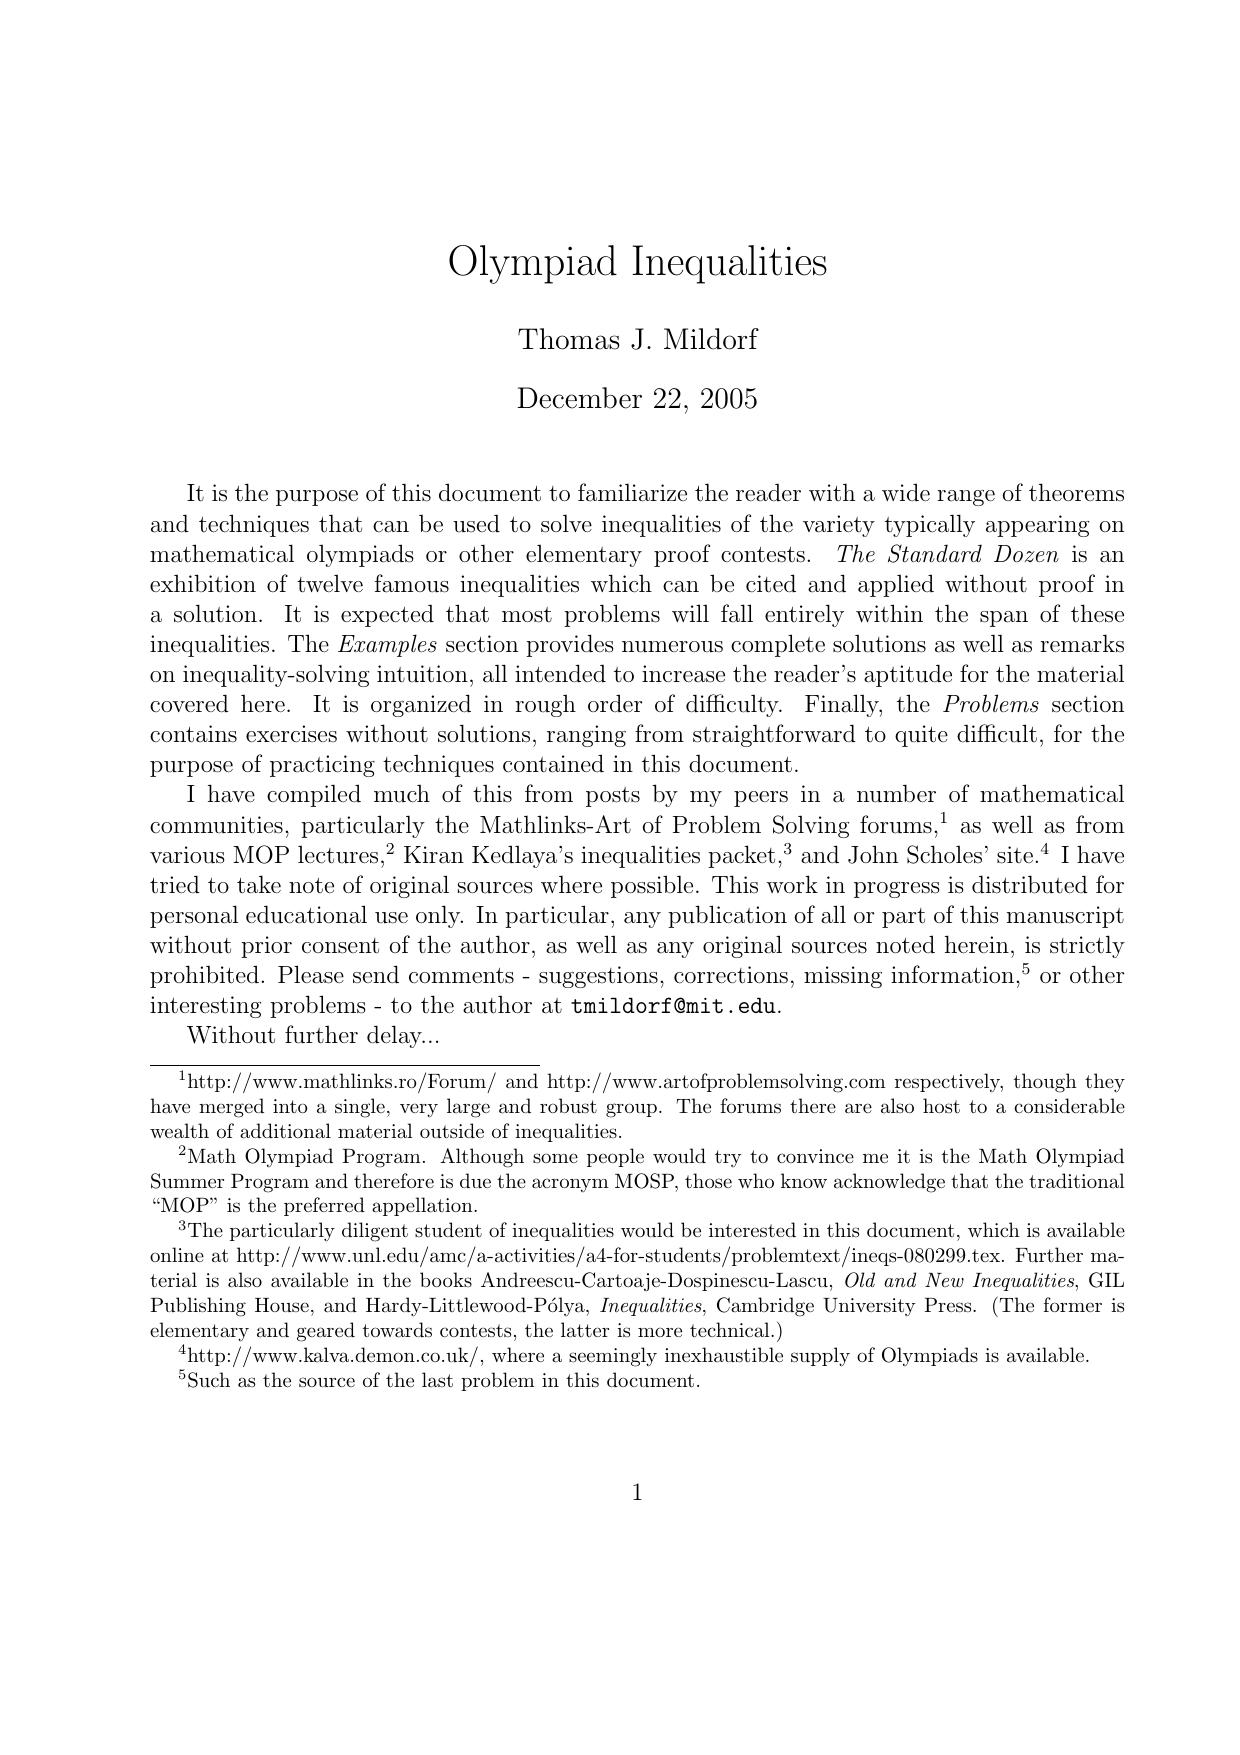 Olympiad Inequalities
Thomas J. Mildorf
December 22, 2005
It is the purpose of this document to familiarize the reader with a wide range of theorems
and techniques that can be used to solve inequalities of the variety typically appearing on
mathematical olympiads or other elementary proof contests. The Standard Dozen is an
exhibition of twelve famous inequalities which can be cited and applied without proof in
a solution. It is expected that most problems will fall entirely within the span of these
inequalities. The Examples section provides numerous complete solutions as well as remarks
on inequality-solving intuition, all intended to increase the reader's aptitude for the material
covered here. It is organized in rough order of difficulty. Finally, the Problems section
contains exercises without solutions, ranging from straightforward to quite difficult, for the
purpose of practicing techniques contained in this document.
I have compiled much of this from posts by my peers in a number of mathematical
communities, particularly the Mathlinks-Art of Problem Solving forums,¹ as well as from
various MOP lectures,² Kiran Kedlaya's inequalities packet,³ and John Scholes' site.⁴ I have
tried to take note of original sources where possible. This work in progress is distributed for
personal educational use only. In particular, any publication of all or part of this manuscript
without prior consent of the author, as well as any original sources noted herein, is strictly
prohibited. Please send comments - suggestions, corrections, missing information,⁵ or other
interesting problems - to the author at tmildorf@mit.edu.
Without further delay...
¹http://www.mathlinks.ro/Forum/ and http://www.artofproblemsolving.com respectively, though they
have merged into a single, very large and robust group. The forums there are also host to a considerable
wealth of additional material outside of inequalities.
²Math Olympiad Program. Although some people would try to convince me it is the Math Olympiad
Summer Program and therefore is due the acronym MOSP, those who know acknowledge that the traditional
“MOP” is the preferred appellation.
³The particularly diligent student of inequalities would be interested in this document, which is available
online at http://www.unl.edu/amc/a-activities/a4-for-students/problemtext/ineqs-080299.tex. Further ma-
terial is also available in the books Andreescu-Cartoaje-Dospinescu-Lascu, Old and New Inequalities, GIL
Publishing House, and Hardy-Littlewood-Pólya, Inequalities, Cambridge University Press. (The former is
elementary and geared towards contests, the latter is more technical.)
⁴http://www.kalva.demon.co.uk/, where a seemingly inexhaustible supply of Olympiads is available.
⁵Such as the source of the last problem in this document.
1